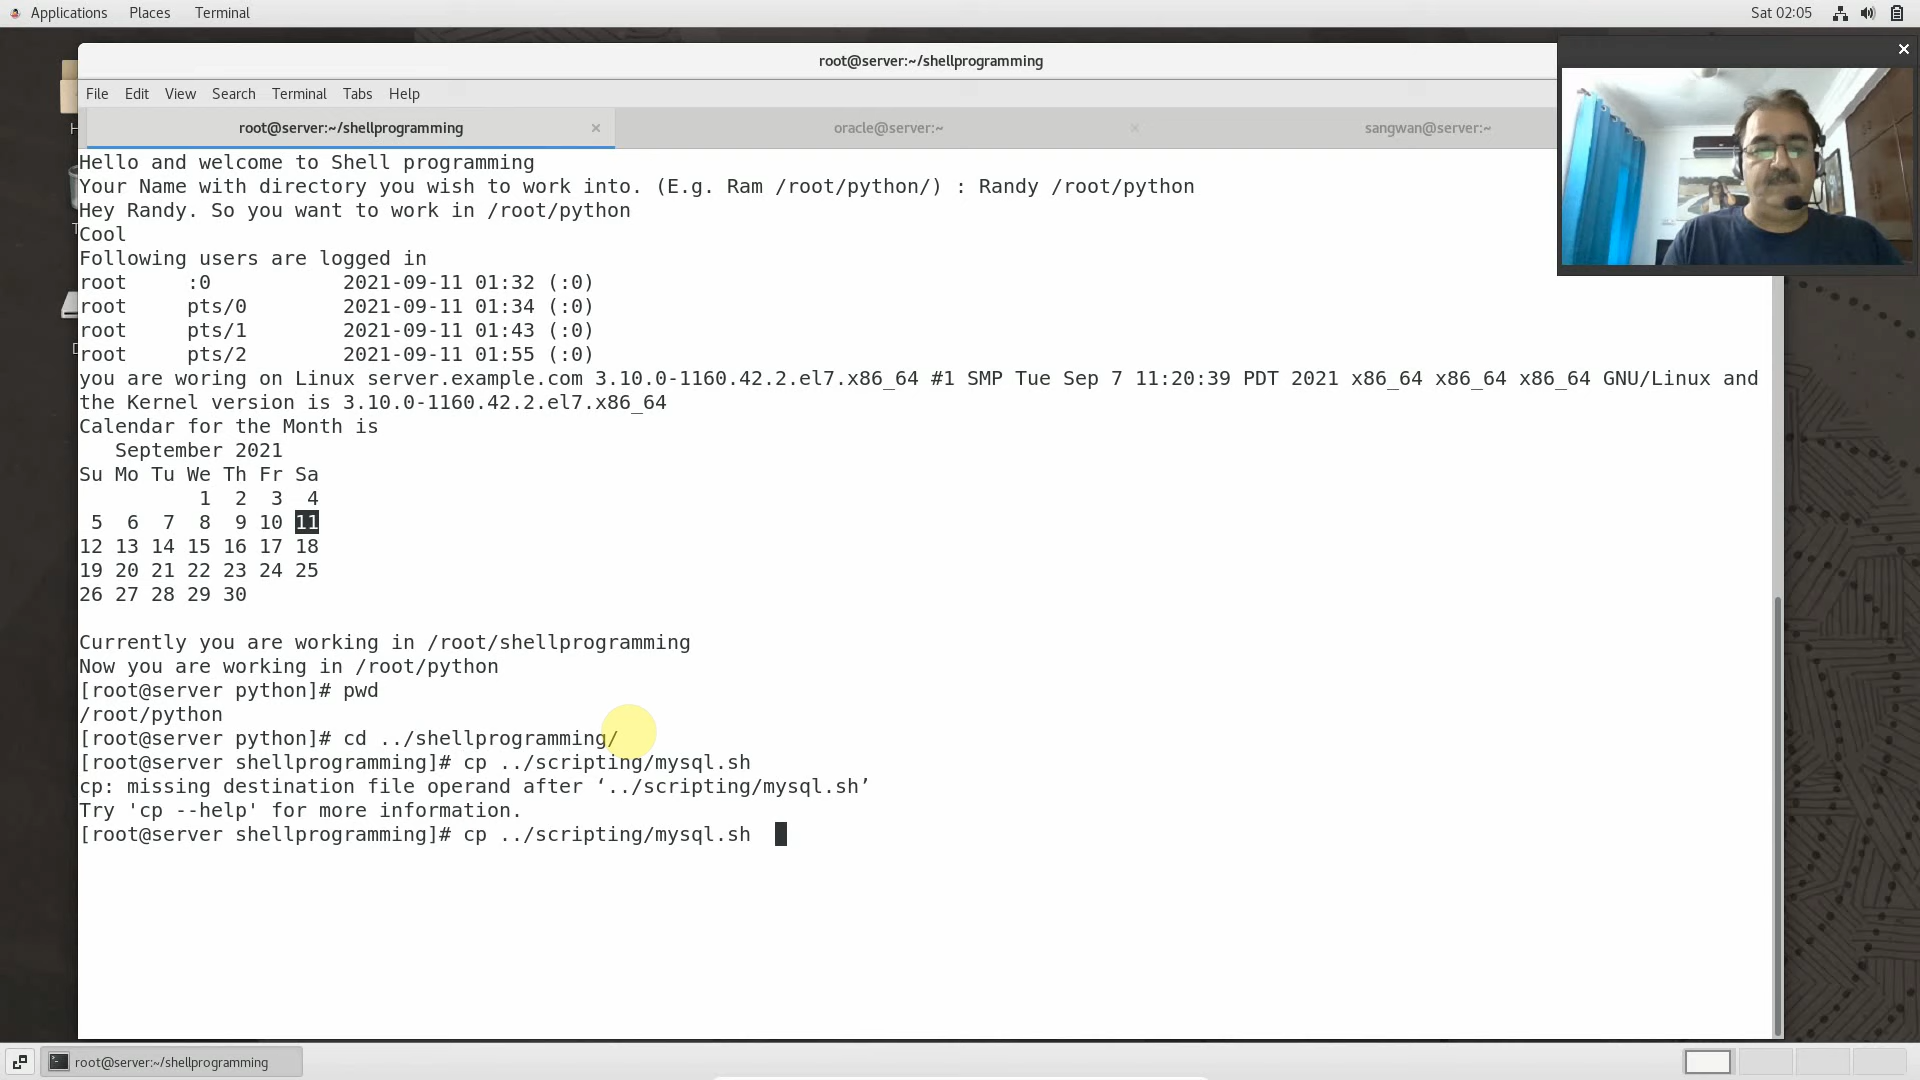 Applications Places Terminal Sat 02:05
root@server:~/shellprogramming
File Edit View Search Terminal Tabs Help
root@server:~/shellprogramming × oracle@server:~ × sangwan@server:~
Hello and welcome to Shell programming
Your Name with directory you wish to work into. (E.g. Ram /root/python/) : Randy /root/python
Hey Randy. So you want to work in /root/python
Cool
Following users are logged in
root     :0           2021-09-11 01:32 (:0)
root     pts/0        2021-09-11 01:34 (:0)
root     pts/1        2021-09-11 01:43 (:0)
root     pts/2        2021-09-11 01:55 (:0)
you are woring on Linux server.example.com 3.10.0-1160.42.2.el7.x86_64 #1 SMP Tue Sep 7 11:20:39 PDT 2021 x86_64 x86_64 x86_64 GNU/Linux and
the Kernel version is 3.10.0-1160.42.2.el7.x86_64
Calendar for the Month is
   September 2021
Su Mo Tu We Th Fr Sa
          1  2  3  4
 5  6  7  8  9 10 11
12 13 14 15 16 17 18
19 20 21 22 23 24 25
26 27 28 29 30
Currently you are working in /root/shellprogramming
Now you are working in /root/python
[root@server python]# pwd
/root/python
[root@server python]# cd ../shellprogramming/
[root@server shellprogramming]# cp ../scripting/mysql.sh
cp: missing destination file operand after ‘../scripting/mysql.sh’
Try 'cp --help' for more information.
[root@server shellprogramming]# cp ../scripting/mysql.sh
root@server:~/shellprogramming